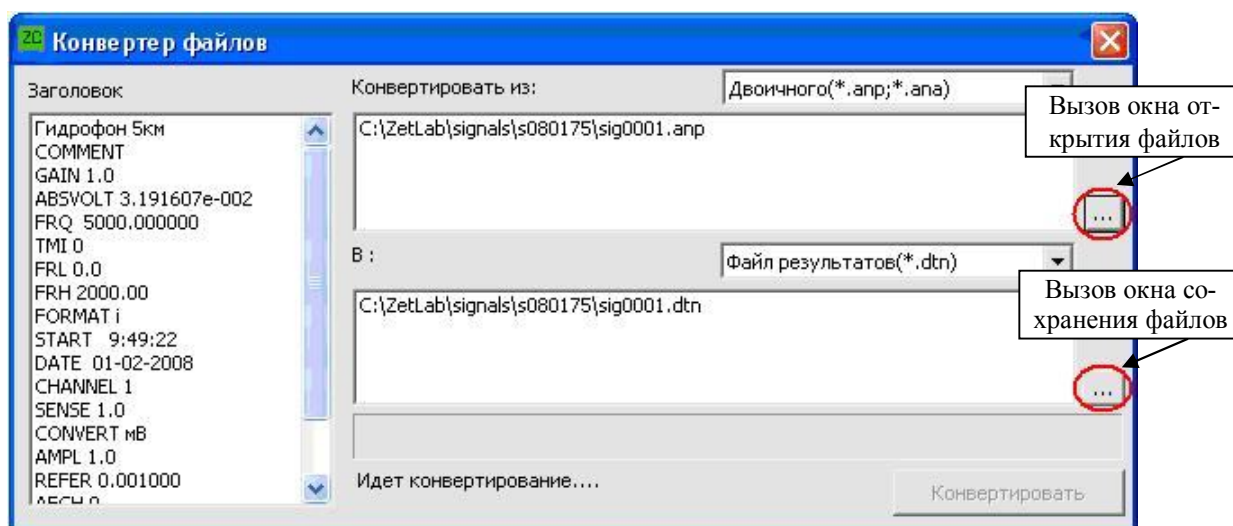 ZC Конвертер файлов
Заголовок
Гидрофон 5км
COMMENT
GAIN 1.0
ABSVOLT 3.191607e-002
FRQ 5000.000000
TMI 0
FRL 0.0
FRH 2000.00
FORMAT i
START 9:49:22
DATE 01-02-2008
CHANNEL 1
SENSE 1.0
CONVERT мВ
AMPL 1.0
REFER 0.001000
Конвертировать из:
Двоичного(*.anp;*.ana)
C:\ZetLab\signals\s080175\sig0001.anp
...
В :
Файл результатов(*.dtn)
C:\ZetLab\signals\s080175\sig0001.dtn
...
Идет конвертирование....
Конвертировать
Вызов окна от-
крытия файлов
Вызов окна со-
хранения файлов